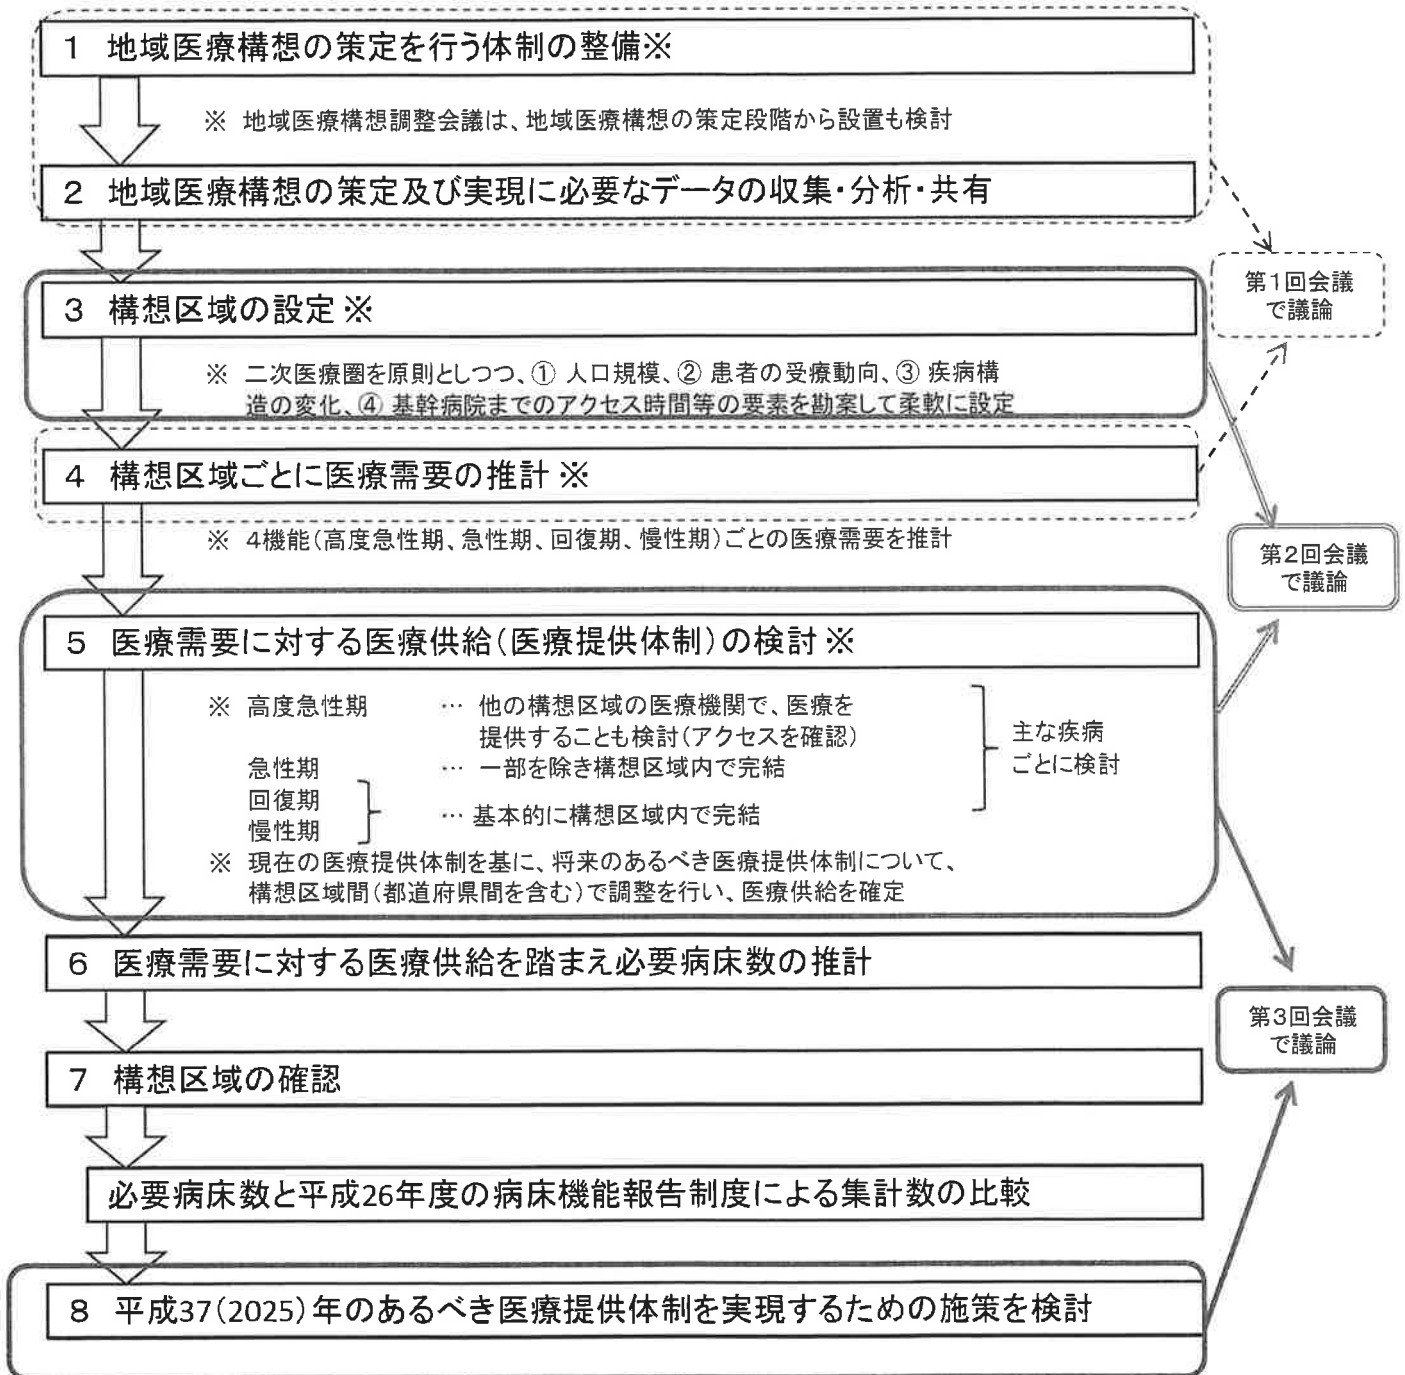 1 地域医療構想の策定を行う体制の整備※
※ 地域医療構想調整会議は、地域医療構想の策定段階から設置も検討
2 地域医療構想の策定及び実現に必要なデータの収集・分析・共有
第1回会議
で議論
3 構想区域の設定※
※ 二次医療圏を原則としつつ、① 人口規模、② 患者の受療動向、③ 疾病構
造の変化、④ 基幹病院までのアクセス時間等の要素を勘案して柔軟に設定
4 構想区域ごとに医療需要の推計※
※ 4機能(高度急性期、急性期、回復期、慢性期)ごとの医療需要を推計
第2回会議
で議論
5 医療需要に対する医療供給(医療提供体制)の検討※
※ 高度急性期 … 他の構想区域の医療機関で、医療を
提供することも検討(アクセスを確認)
急性期 … 一部を除き構想区域内で完結
回復期
慢性期
… 基本的に構想区域内で完結
主な疾病
ごとに検討
※ 現在の医療提供体制を基に、将来のあるべき医療提供体制について、
構想区域間(都道府県間を含む)で調整を行い、医療供給を確定
6 医療需要に対する医療供給を踏まえ必要病床数の推計
第3回会議
で議論
7 構想区域の確認
必要病床数と平成26年度の病床機能報告制度による集計数の比較
8 平成37(2025)年のあるべき医療提供体制を実現するための施策を検討